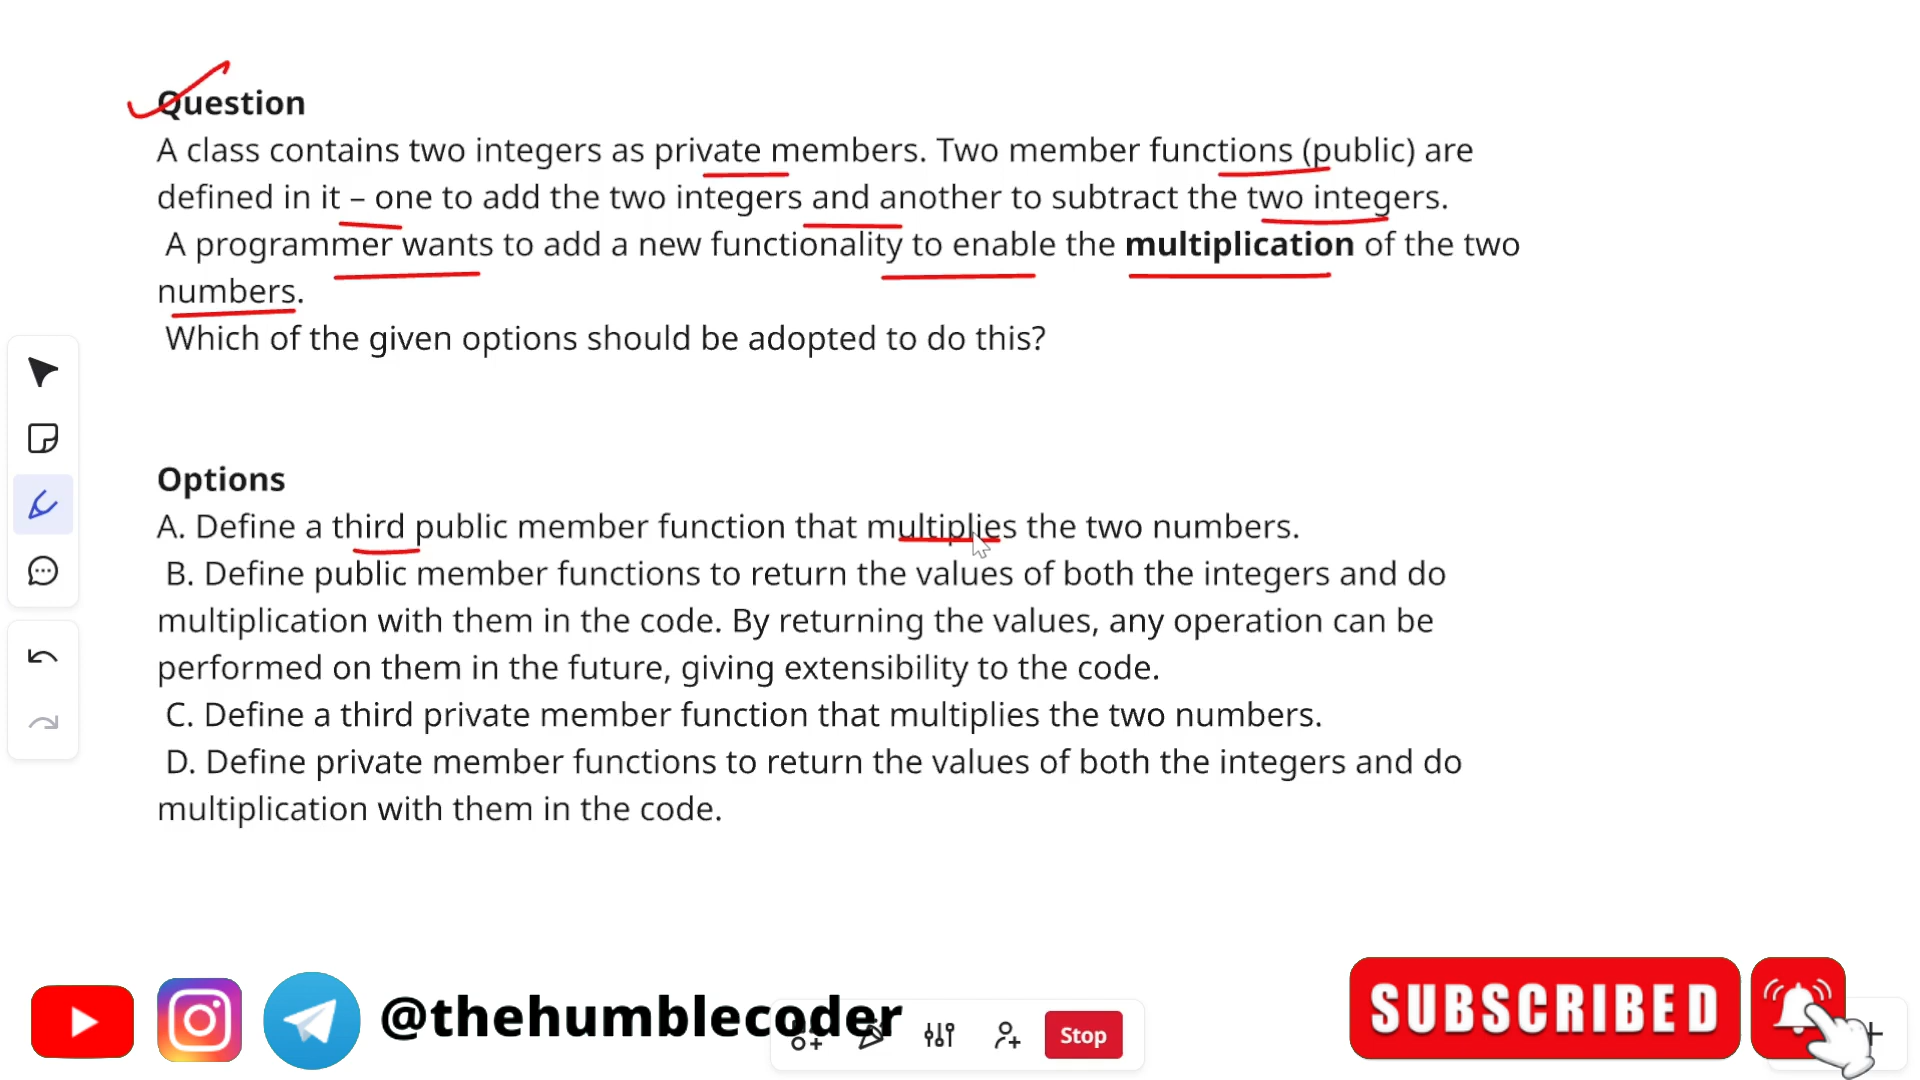 Question
A class contains two integers as private members. Two member functions (public) are
defined in it – one to add the two integers and another to subtract the two integers.
A programmer wants to add a new functionality to enable the multiplication of the two
numbers.
Which of the given options should be adopted to do this?
Options
A. Define a third public member function that multiplies the two numbers.
B. Define public member functions to return the values of both the integers and do
multiplication with them in the code. By returning the values, any operation can be
performed on them in the future, giving extensibility to the code.
C. Define a third private member function that multiplies the two numbers.
D. Define private member functions to return the values of both the integers and do
multiplication with them in the code.
@thehumblecoder
Stop
SUBSCRIBED